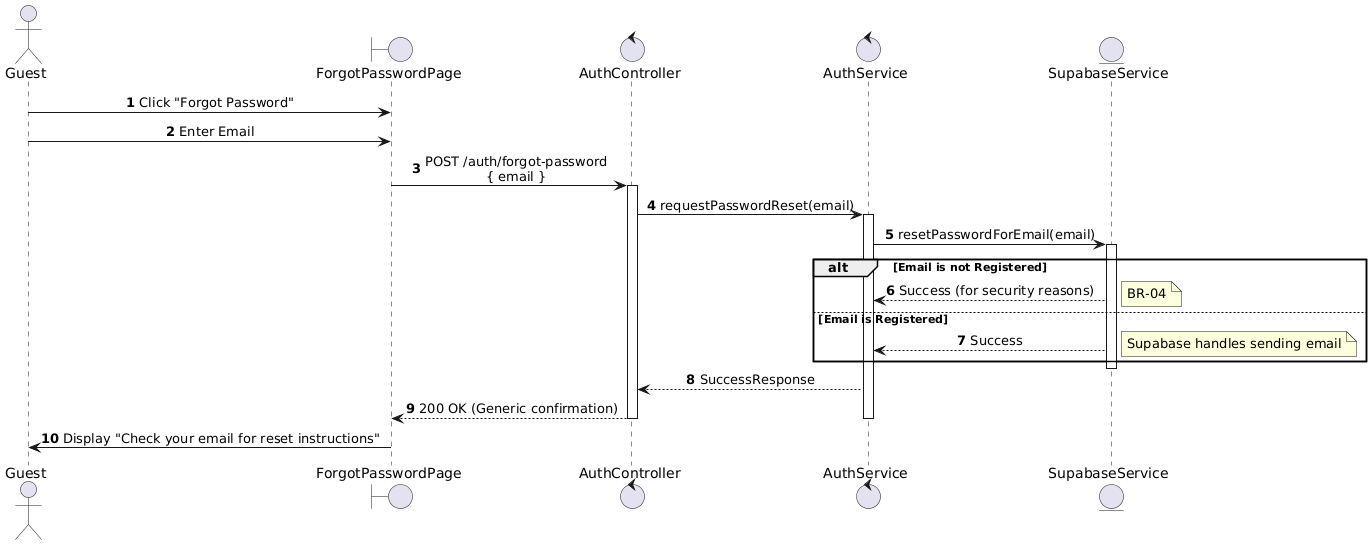 Guest
ForgotPasswordPage
AuthController
AuthService
SupabaseService
1 Click "Forgot Password"
2 Enter Email
3 POST /auth/forgot-password
{ email }
4 requestPasswordReset(email)
5 resetPasswordForEmail(email)
alt [Email is not Registered]
6 Success (for security reasons)
BR-04
[Email is Registered]
7 Success
Supabase handles sending email
8 SuccessResponse
9 200 OK (Generic confirmation)
10 Display "Check your email for reset instructions"
Guest
ForgotPasswordPage
AuthController
AuthService
SupabaseService